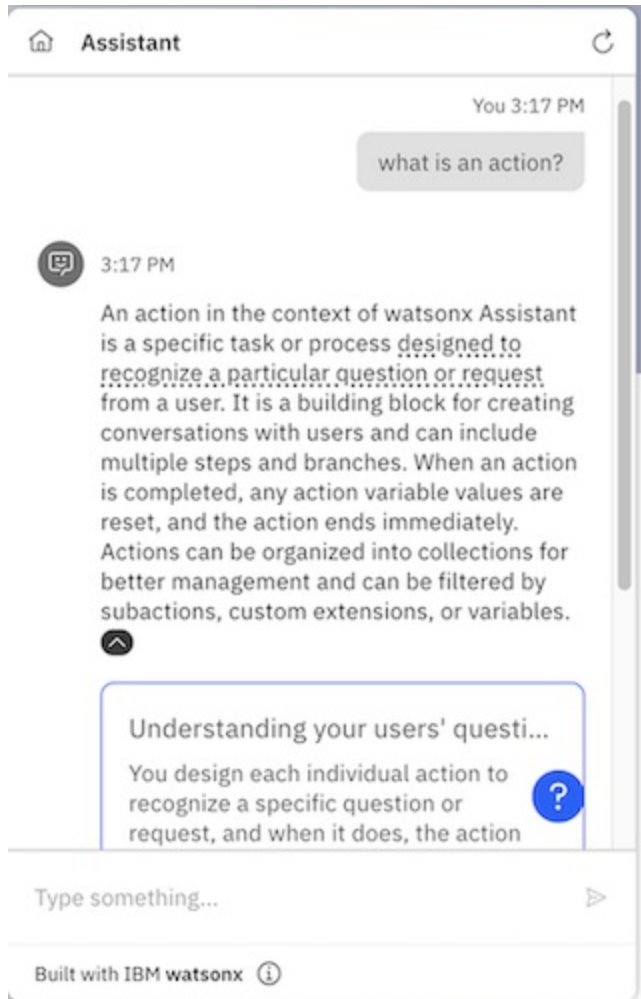 Assistant
You 3:17 PM
what is an action?
3:17 PM
An action in the context of watsonx Assistant
is a specific task or process designed to
recognize a particular question or request
from a user. It is a building block for creating
conversations with users and can include
multiple steps and branches. When an action
is completed, any action variable values are
reset, and the action ends immediately.
Actions can be organized into collections for
better management and can be filtered by
subactions, custom extensions, or variables.
Understanding your users' questi...
You design each individual action to
recognize a specific question or
request, and when it does, the action
?
Type something...
Built with IBM watsonx